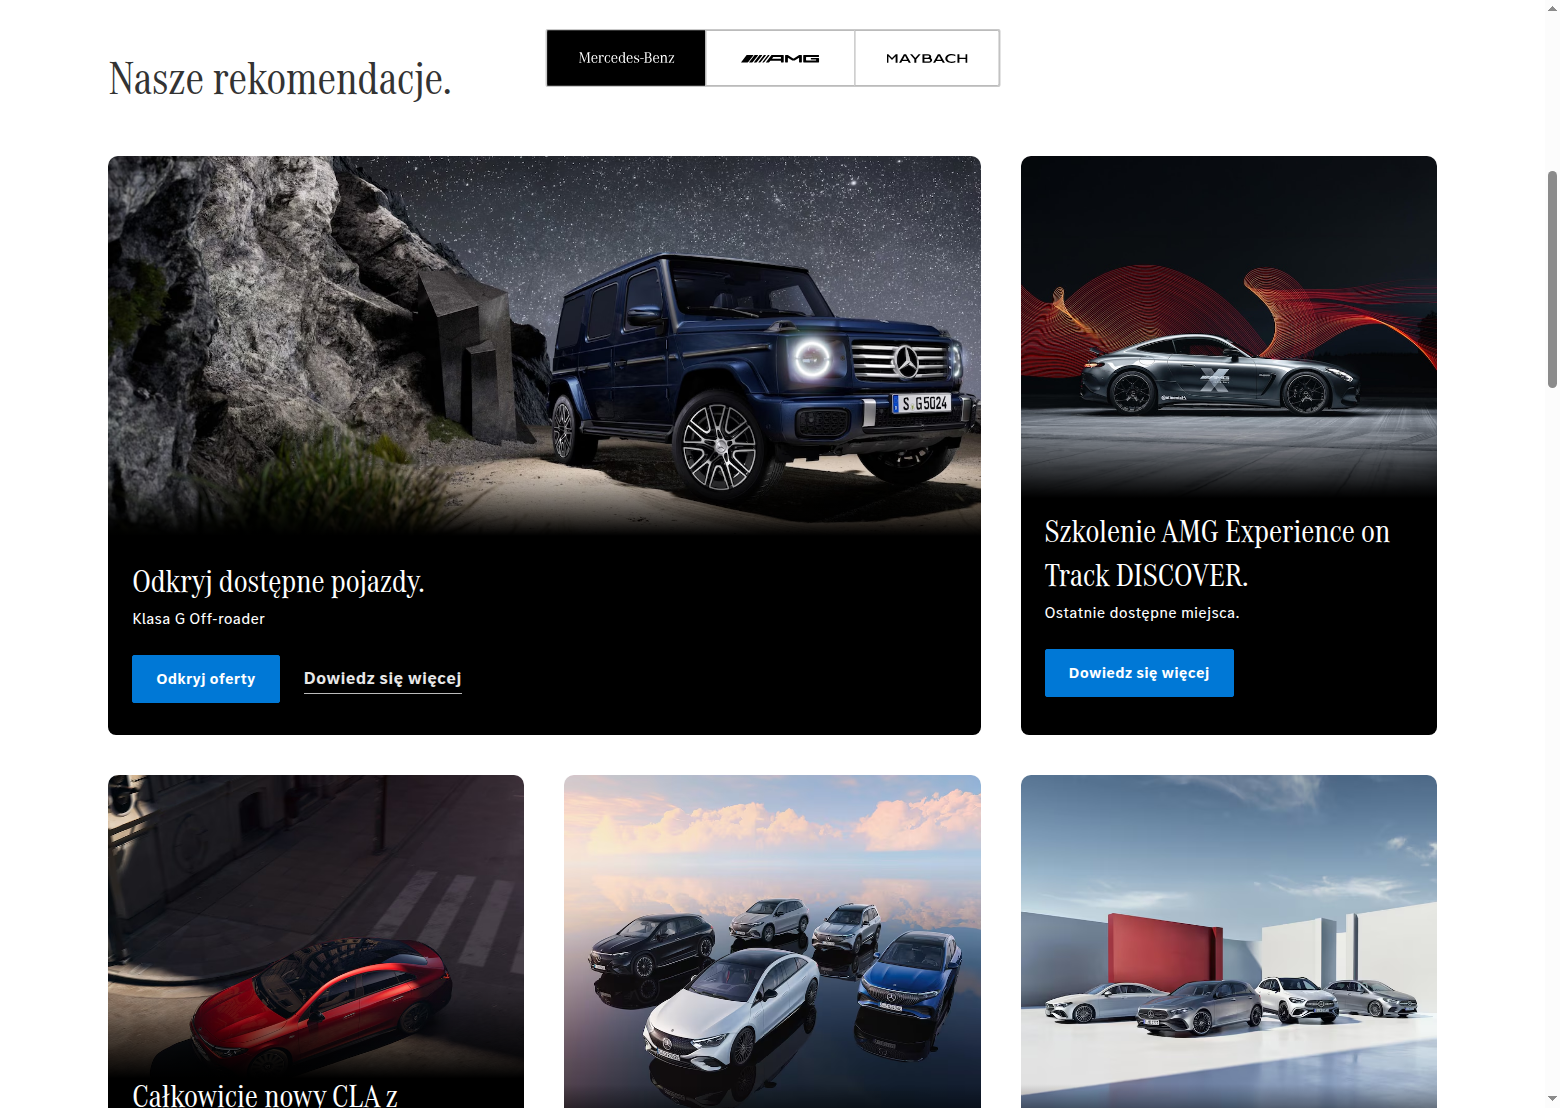 Nasze rekomendacje.
Mercedes-Benz
AMG
MAYBACH
S G 5024
Odkryj dostępne pojazdy.
Klasa G Off-roader
Odkryj oferty
Dowiedz się więcej
Szkolenie AMG Experience on
Track DISCOVER.
Ostatnie dostępne miejsca.
Dowiedz się więcej
Całkowicie nowy CLA z